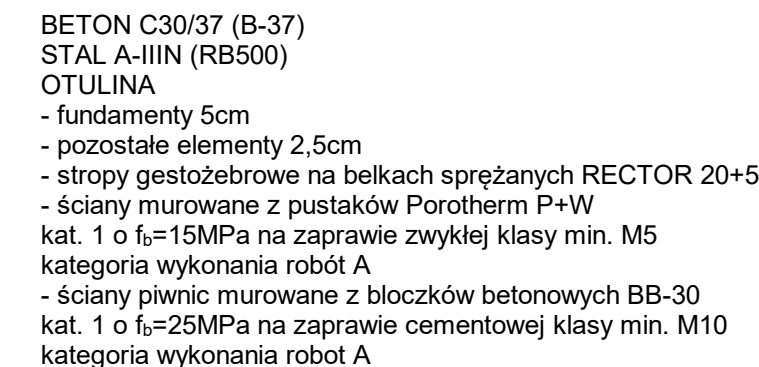 BETON C30/37 (B-37)
STAL A-IIIN (RB500)
OTULINA
- fundamenty 5cm
- pozostałe elementy 2,5cm
- stropy gestożebrowe na belkach sprężanych RECTOR 20+5
- ściany murowane z pustaków Porotherm P+W
kat. 1 o fb=15MPa na zaprawie zwykłej klasy min. M5
kategoria wykonania robót A
- ściany piwnic murowane z bloczków betonowych BB-30
kat. 1 o fb=25MPa na zaprawie cementowej klasy min. M10
kategoria wykonania robot A